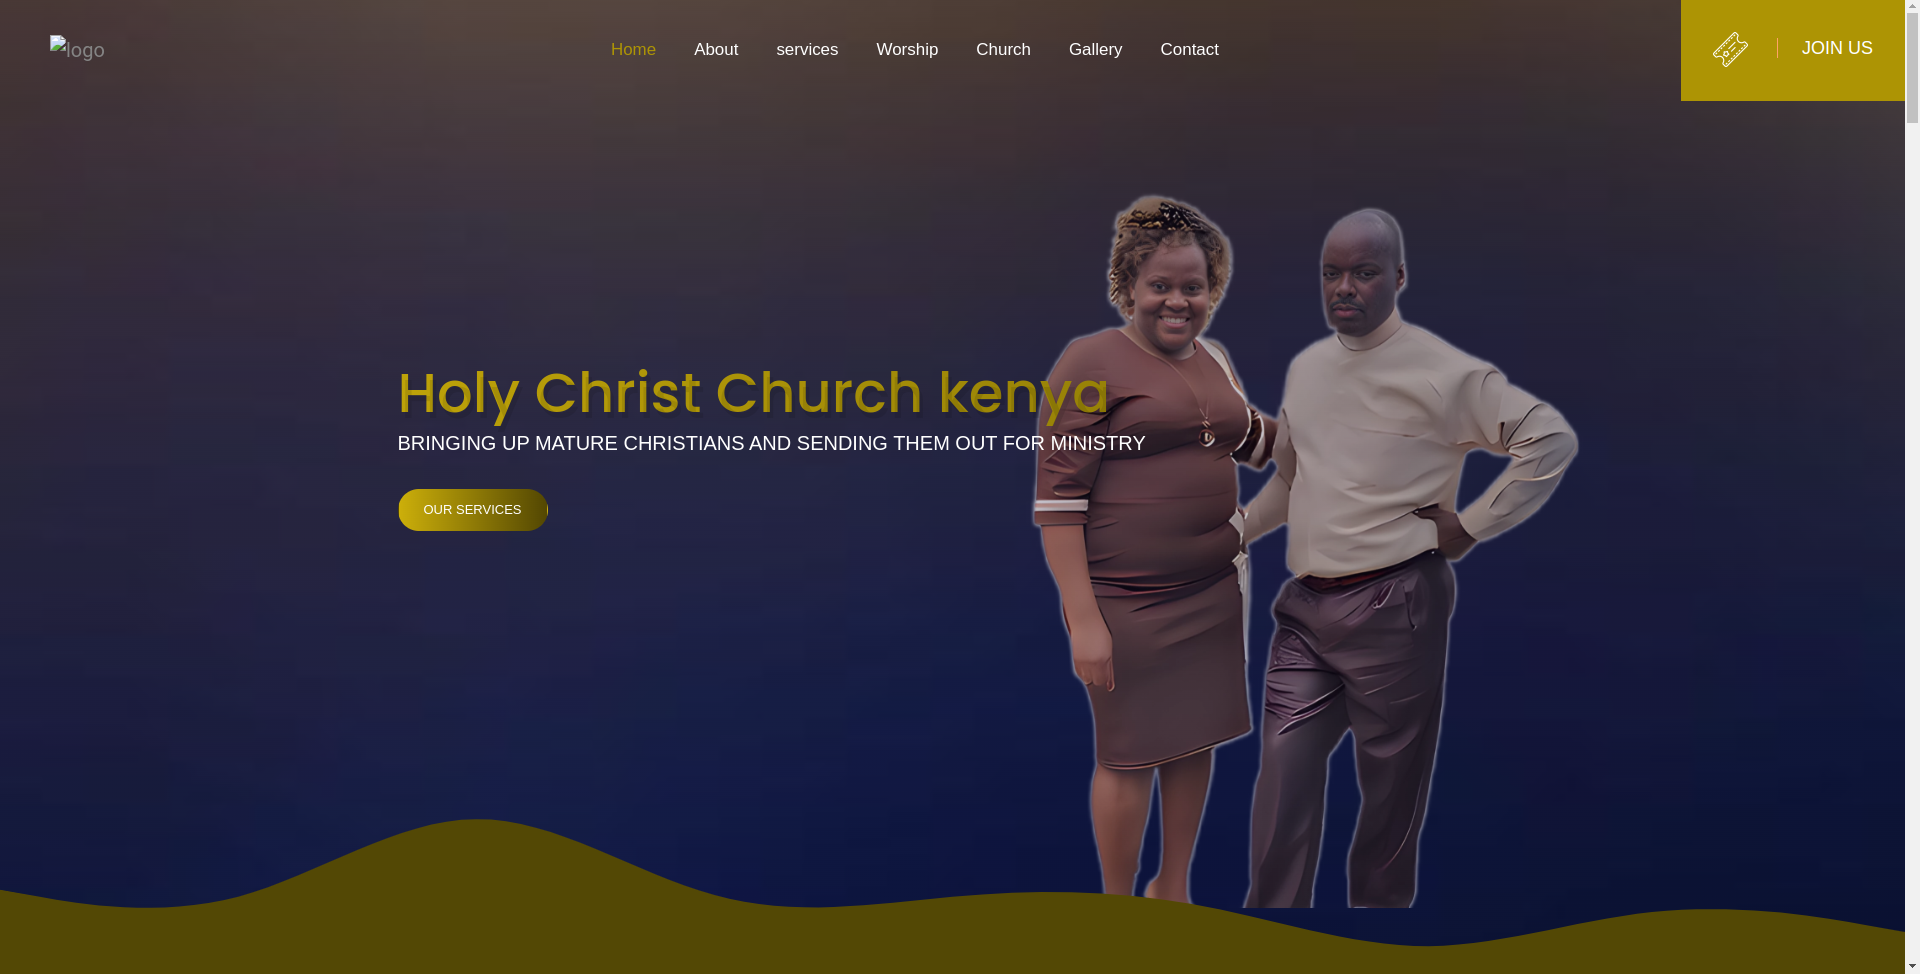 logo
Home
About
services
Worship
Church
Gallery
Contact
JOIN US
Holy Christ Church kenya
BRINGING UP MATURE CHRISTIANS AND SENDING THEM OUT FOR MINISTRY
OUR SERVICES